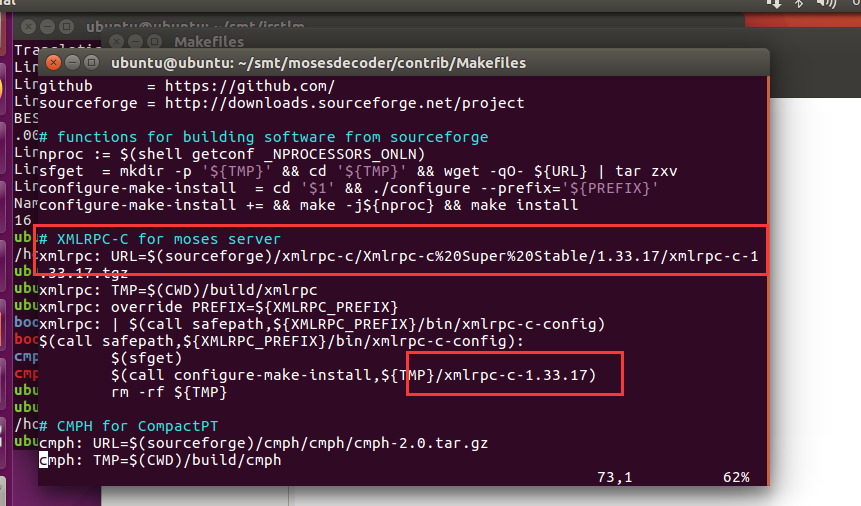 nal
ubuntu@ubuntu: ~/smt/irstlm
Makefiles
ubuntu@ubuntu: ~/smt/mosesdecoder/contrib/Makefiles
github      = https://github.com/
sourceforge = http://downloads.sourceforge.net/project
# functions for building software from sourceforge
nproc := $(shell getconf _NPROCESSORS_ONLN)
sfget  = mkdir -p '${TMP}' && cd '${TMP}' && wget -qO- ${URL} | tar zxv
configure-make-install  = cd '$1' && ./configure --prefix='${PREFIX}'
configure-make-install += && make -j${nproc} && make install
# XMLRPC-C for moses server
xmlrpc: URL=$(sourceforge)/xmlrpc-c/Xmlrpc-c%20Super%20Stable/1.33.17/xmlrpc-c-1
.33.17.tgz
xmlrpc: TMP=$(CWD)/build/xmlrpc
xmlrpc: override PREFIX=${XMLRPC_PREFIX}
xmlrpc: | $(call safepath,${XMLRPC_PREFIX}/bin/xmlrpc-c-config)
$(call safepath,${XMLRPC_PREFIX}/bin/xmlrpc-c-config):
        $(sfget)
        $(call configure-make-install,${TMP}/xmlrpc-c-1.33.17)
        rm -rf ${TMP}
# CMPH for CompactPT
cmph: URL=$(sourceforge)/cmph/cmph/cmph-2.0.tar.gz
cmph: TMP=$(CWD)/build/cmph
73,1          62%